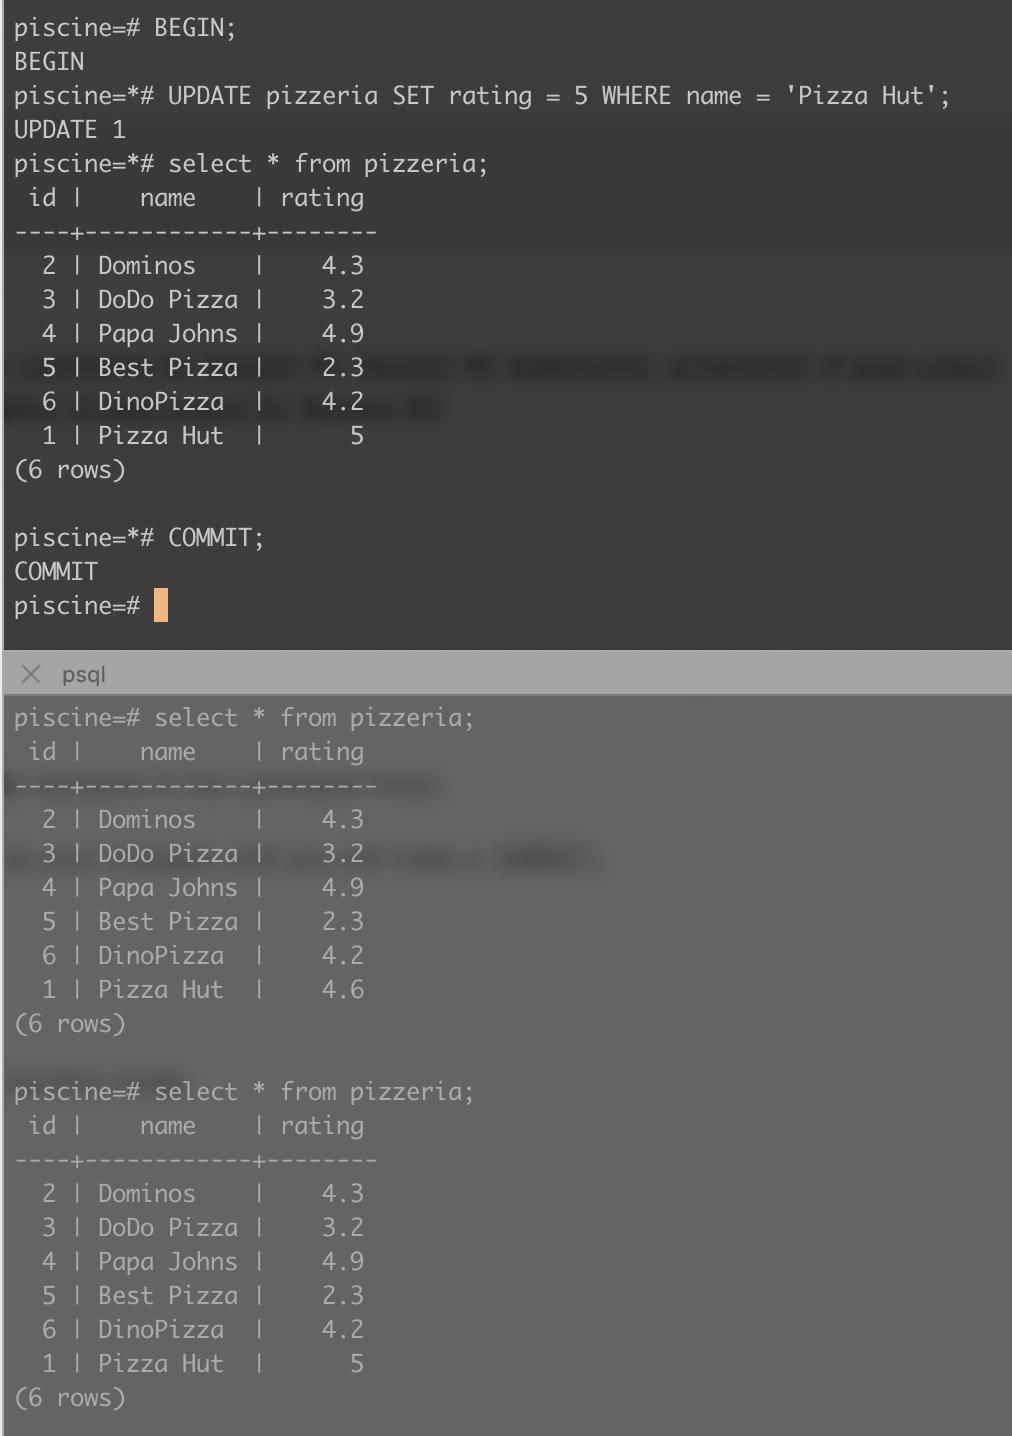 piscine=# BEGIN;
BEGIN
piscine=*# UPDATE pizzeria SET rating = 5 WHERE name = 'Pizza Hut';
UPDATE 1
piscine=*# select * from pizzeria;
 id |    name    | rating
----+------------+--------
  2 | Dominos    |    4.3
  3 | DoDo Pizza |    3.2
  4 | Papa Johns |    4.9
  5 | Best Pizza |    2.3
  6 | DinoPizza  |    4.2
  1 | Pizza Hut  |      5
(6 rows)

piscine=*# COMMIT;
COMMIT
piscine=#
psql
piscine=# select * from pizzeria;
 id |    name    | rating
----+------------+--------
  2 | Dominos    |    4.3
  3 | DoDo Pizza |    3.2
  4 | Papa Johns |    4.9
  5 | Best Pizza |    2.3
  6 | DinoPizza  |    4.2
  1 | Pizza Hut  |    4.6
(6 rows)

piscine=# select * from pizzeria;
 id |    name    | rating
----+------------+--------
  2 | Dominos    |    4.3
  3 | DoDo Pizza |    3.2
  4 | Papa Johns |    4.9
  5 | Best Pizza |    2.3
  6 | DinoPizza  |    4.2
  1 | Pizza Hut  |      5
(6 rows)